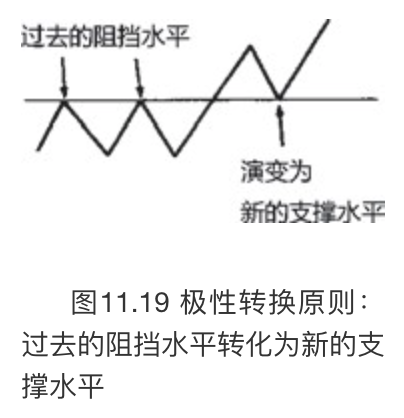 过去的阻挡水平
演变为
新的支撑水平
图11.19 极性转换原则：
过去的阻挡水平转化为新的支
撑水平